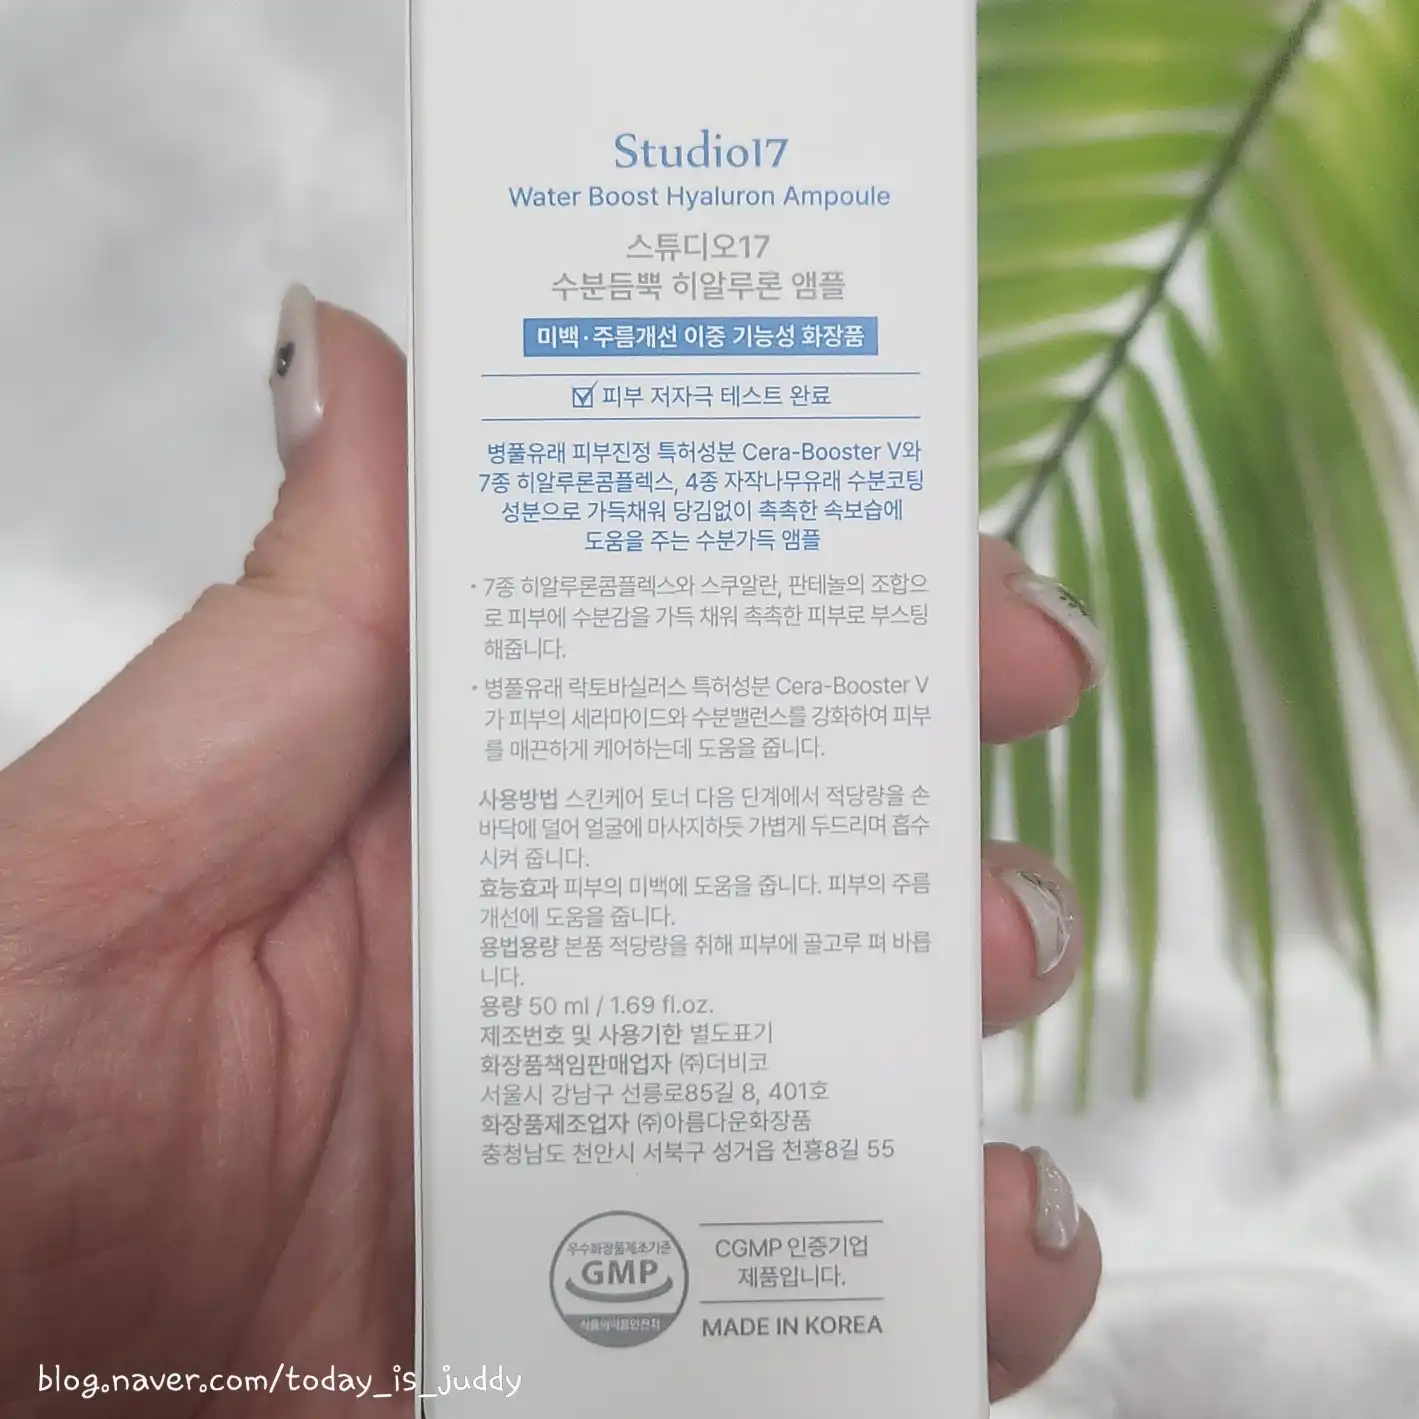 Studio17
Water Boost Hyaluron Ampoule
스튜디오17
수분듬뿍 히알루론 앰플
미백·주름개선 이중 기능성 화장품
피부 저자극 테스트 완료
병풀유래 피부진정 특허성분 Cera-Booster V와
7종 히알루론콤플렉스, 4종 자작나무유래 수분코팅
성분으로 가득채워 당김없이 촉촉한 속보습에
도움을 주는 수분가득 앰플
· 7종 히알루론콤플렉스와 스쿠알란, 판테놀의 조합으
로 피부에 수분감을 가득 채워 촉촉한 피부로 부스팅
해줍니다.
· 병풀유래 락토바실러스 특허성분 Cera-Booster V
가 피부의 세라마이드와 수분밸런스를 강화하여 피부
를 매끈하게 케어하는데 도움을 줍니다.
사용방법 스킨케어 토너 다음 단계에서 적당량을 손
바닥에 덜어 얼굴에 마사지하듯 가볍게 두드리며 흡수
시켜 줍니다.
효능효과 피부의 미백에 도움을 줍니다. 피부의 주름
개선에 도움을 줍니다.
용법용량 본품 적당량을 취해 피부에 골고루 펴 바릅
니다.
용량 50 ml / 1.69 fl.oz.
제조번호 및 사용기한 별도표기
화장품책임판매업자 ㈜더비코
서울시 강남구 선릉로85길 8, 401호
화장품제조업자 ㈜아름다운화장품
충청남도 천안시 서북구 성거읍 천흥8길 55
우수화장품제조기준
GMP
식품의약품안전처
CGMP 인증기업
제품입니다.
MADE IN KOREA
blog.naver.com/today_is_juddy